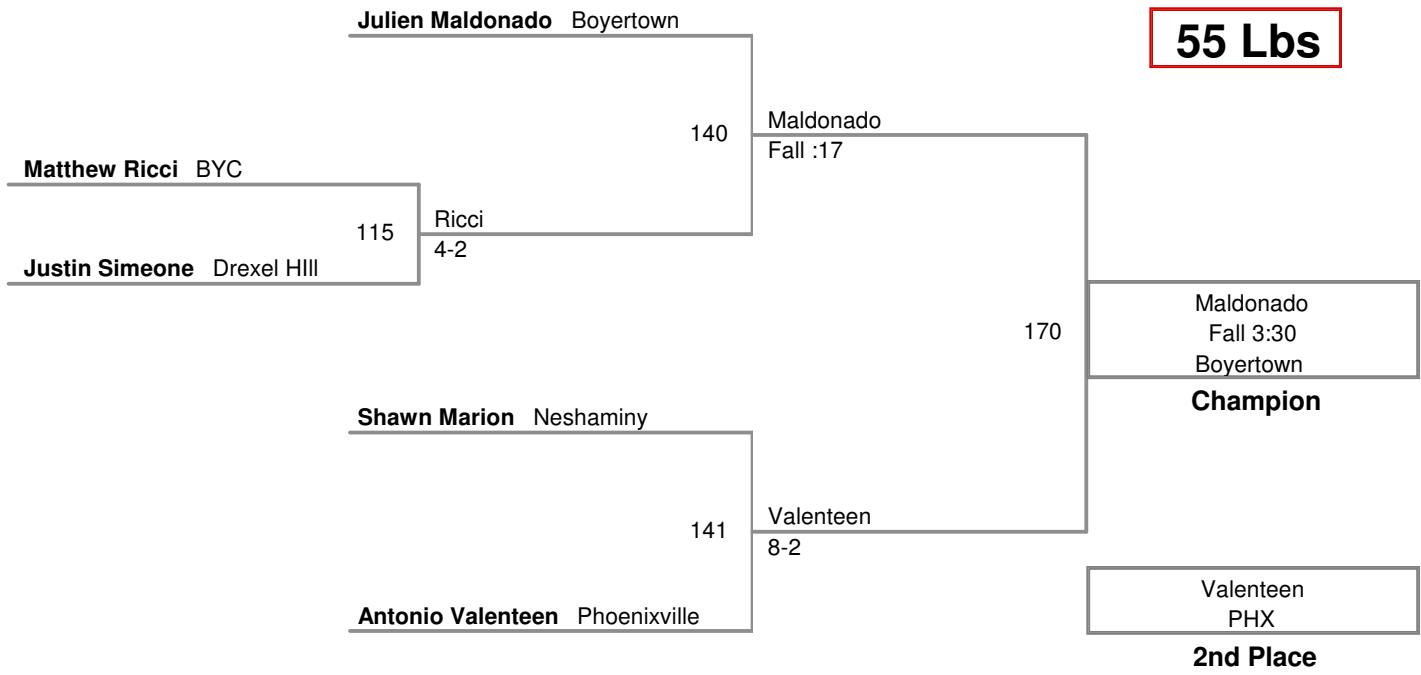 Julien Maldonado Boyertown
55 Lbs
140
Maldonado
Fall :17
Matthew Ricci BYC
115
Ricci
4-2
Justin Simeone Drexel HIll
170
Maldonado
Fall 3:30
Boyertown
Champion
Shawn Marion Neshaminy
141
Valenteen
8-2
Antonio Valenteen Phoenixville
Valenteen
PHX
2nd Place